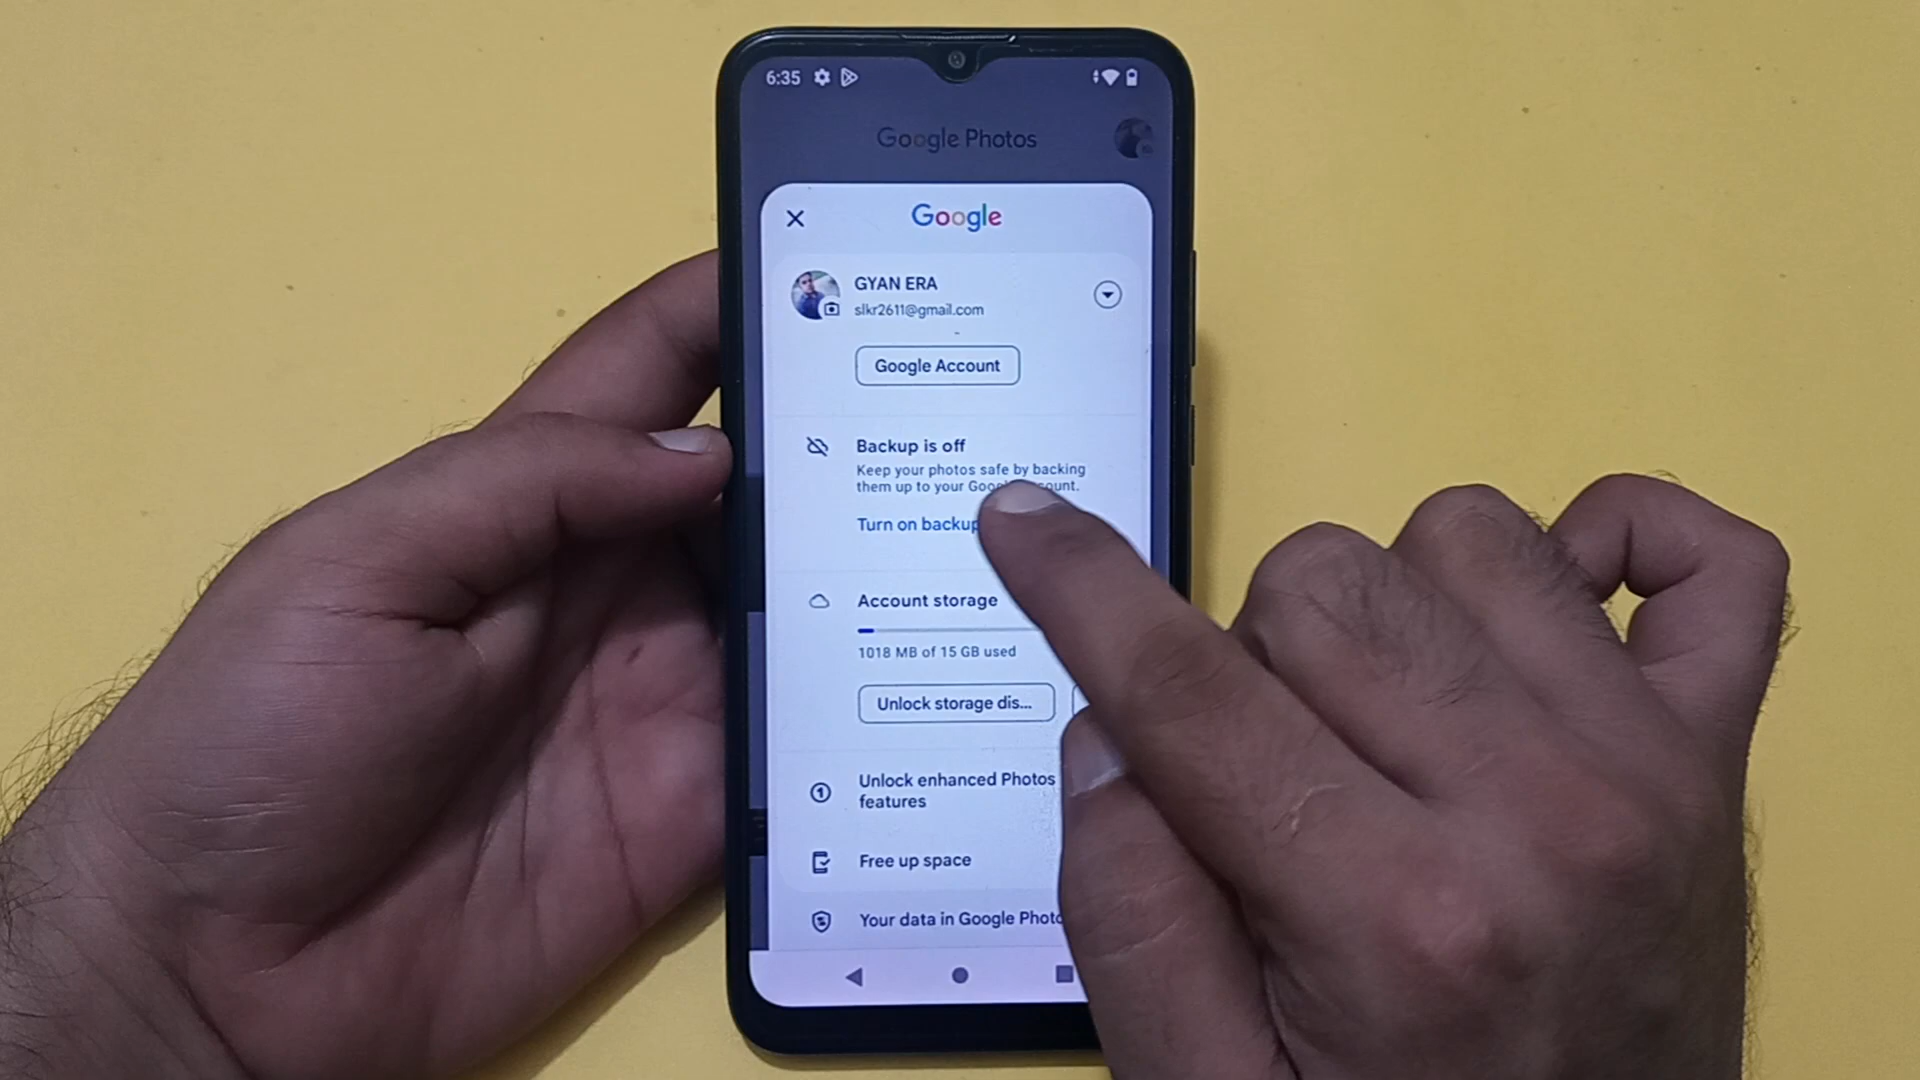 6:35
Google Photos
Google
GYAN ERA
slkr2611@gmail.com
Google Account
Backup is off
Keep your photos safe by backing
them up to your
Turn on backup
Account storage
1018 MB of 15 GB used
Unlock storage dis...
Unlock enhanced Photos
features
Free up space
Your data in Google